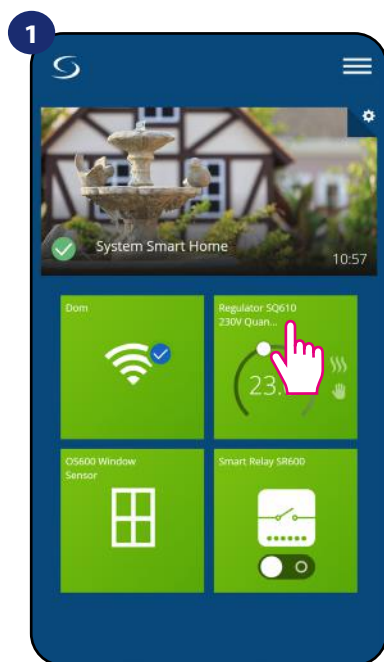 1
System Smart Home
10:57
Dom
Regulator SQ610
230V Quan...
23.
OS600 Window
Sensor
Smart Relay SR600